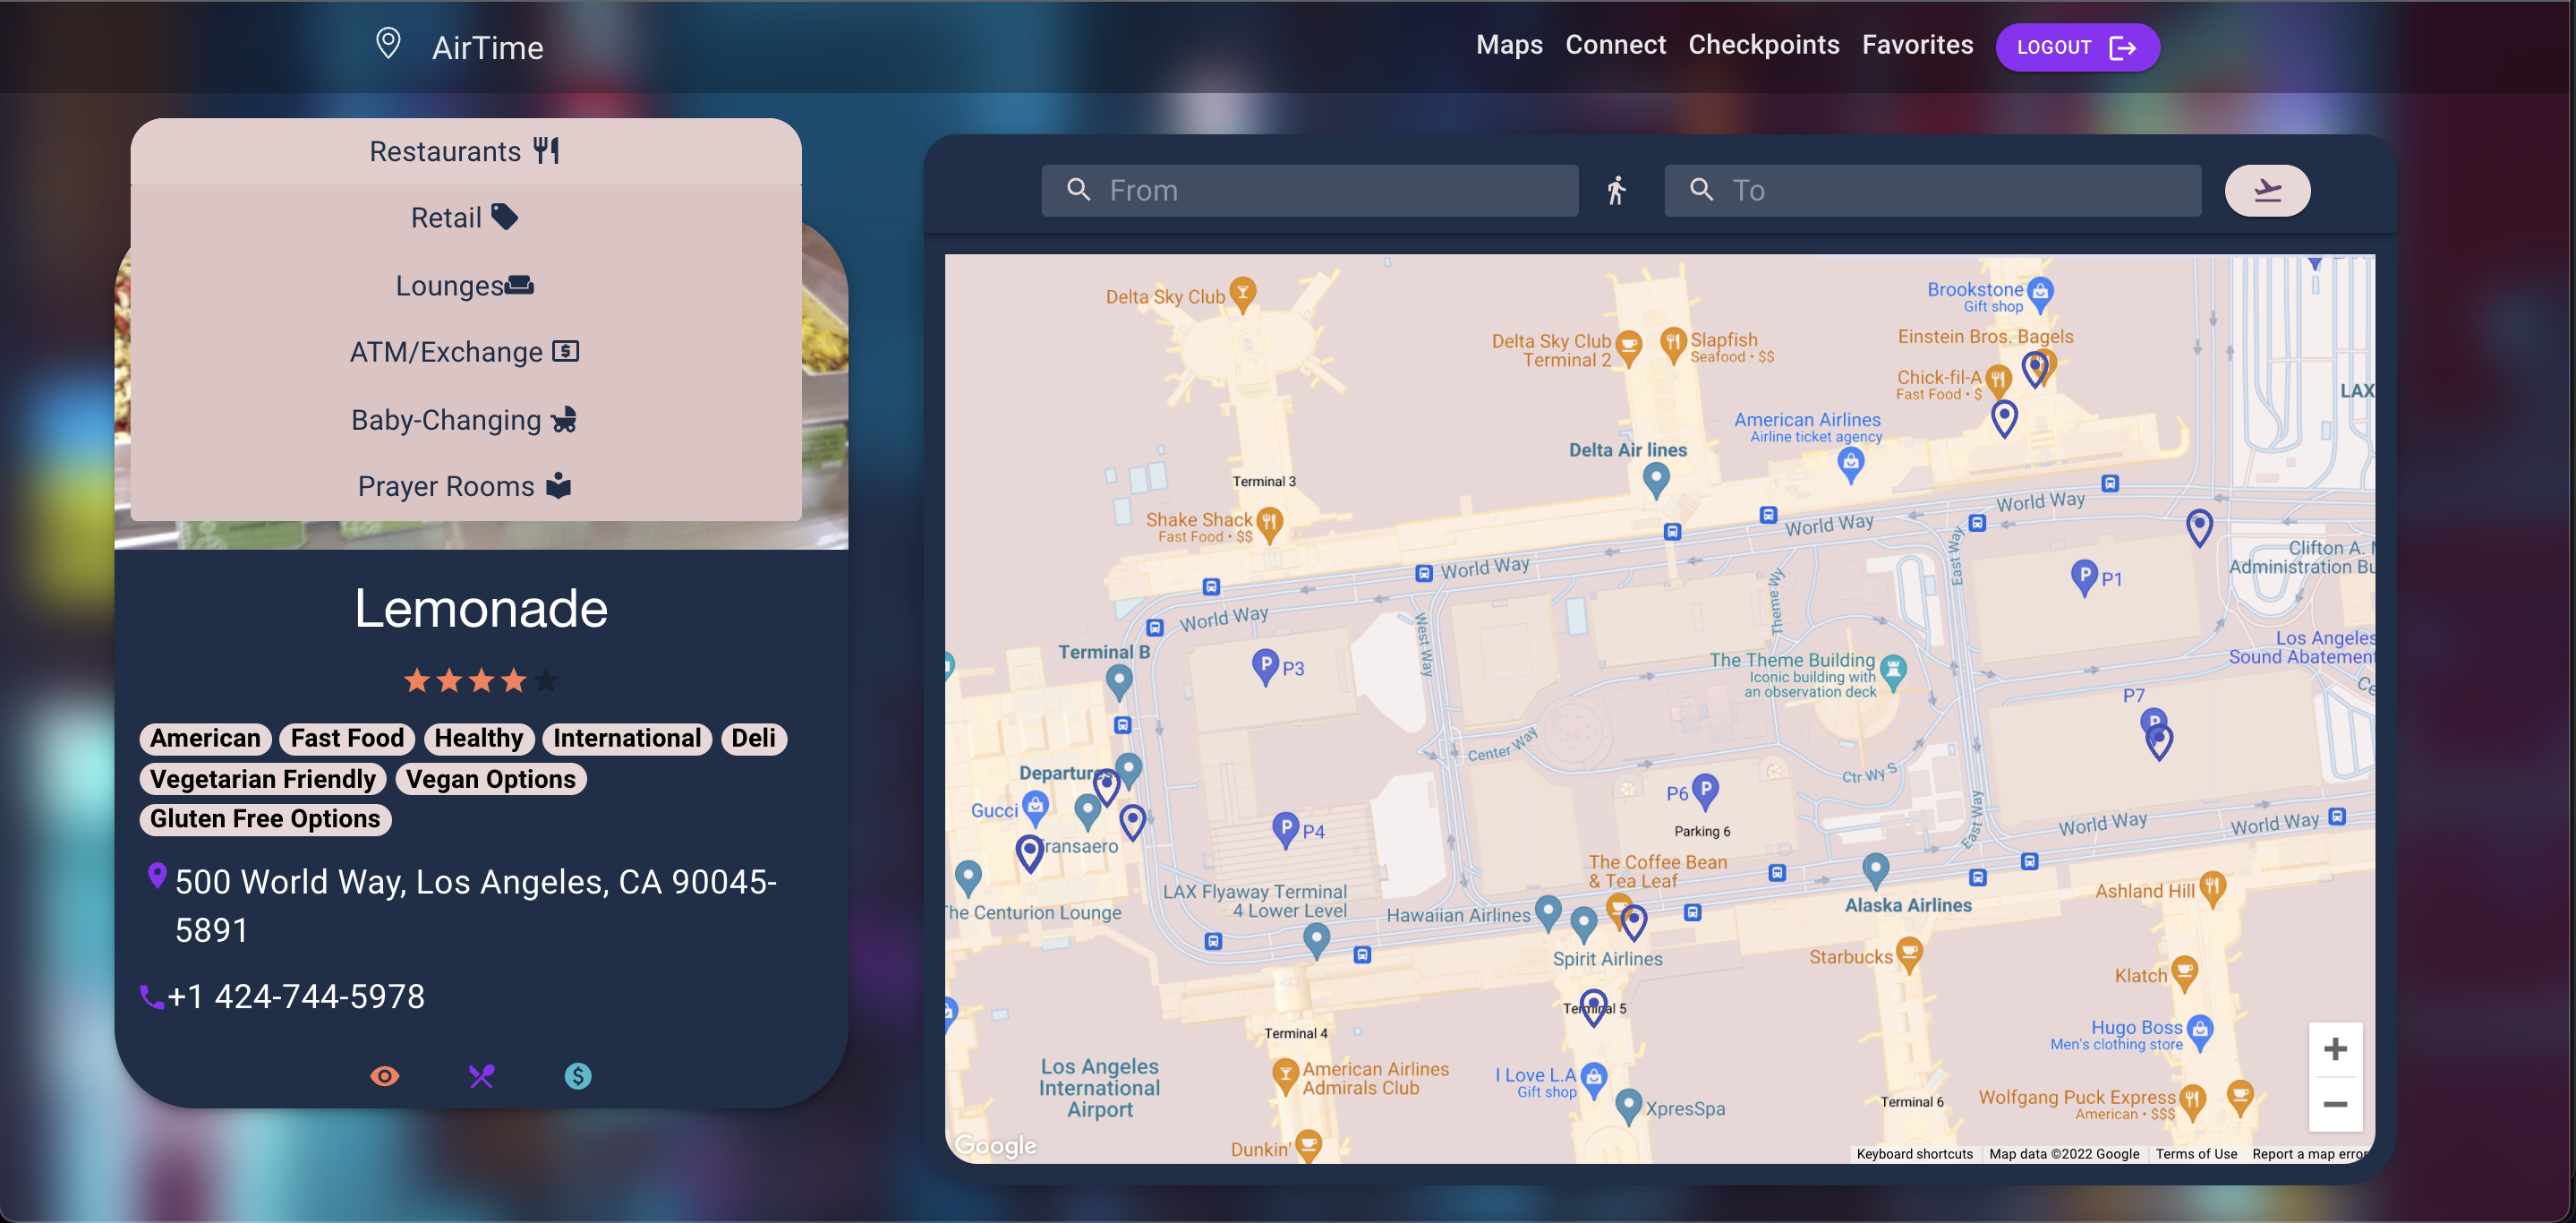 AirTime
Maps Connect Checkpoints Favorites LOGOUT
Restaurants
Retail
Lounges
ATM/Exchange
Baby-Changing
Prayer Rooms
Lemonade
American Fast Food Healthy International Deli
Vegetarian Friendly Vegan Options
Gluten Free Options
500 World Way, Los Angeles, CA 90045-
5891
+1 424-744-5978
From
To
Delta Sky Club
Delta Sky Club
Terminal 2
Slapfish
Seafood • $$
Brookstone
Gift shop
Einstein Bros. Bagels
Chick-fil-A
Fast Food • $
LAX
American Airlines
Airline ticket agency
Delta Air lines
Terminal 3
Shake Shack
Fast Food • $$
World Way
World Way
World Way
World Way
East Way
Clifton A.
Administration Bu
P1
Theme Wy
West Way
Terminal B
P3
The Theme Building
Iconic building with
an observation deck
Los Angeles
Sound Abatement
Ce
P7
P
Center Way
Ctr Wy S
Departures
Gucci
Transaero
P4
P6
Parking 6
East Way
World Way
World Way
The Coffee Bean
& Tea Leaf
The Centurion Lounge
LAX Flyaway Terminal
4 Lower Level
Hawaiian Airlines
Alaska Airlines
Ashland Hill
Spirit Airlines
Starbucks
Klatch
Terminal 5
Terminal 4
Hugo Boss
Men's clothing store
Los Angeles
International
Airport
American Airlines
Admirals Club
I Love L.A
Gift shop
XpresSpa
Terminal 6
Wolfgang Puck Express
American • $$$
Dunkin'
Google
Keyboard shortcuts Map data ©2022 Google Terms of Use Report a map error